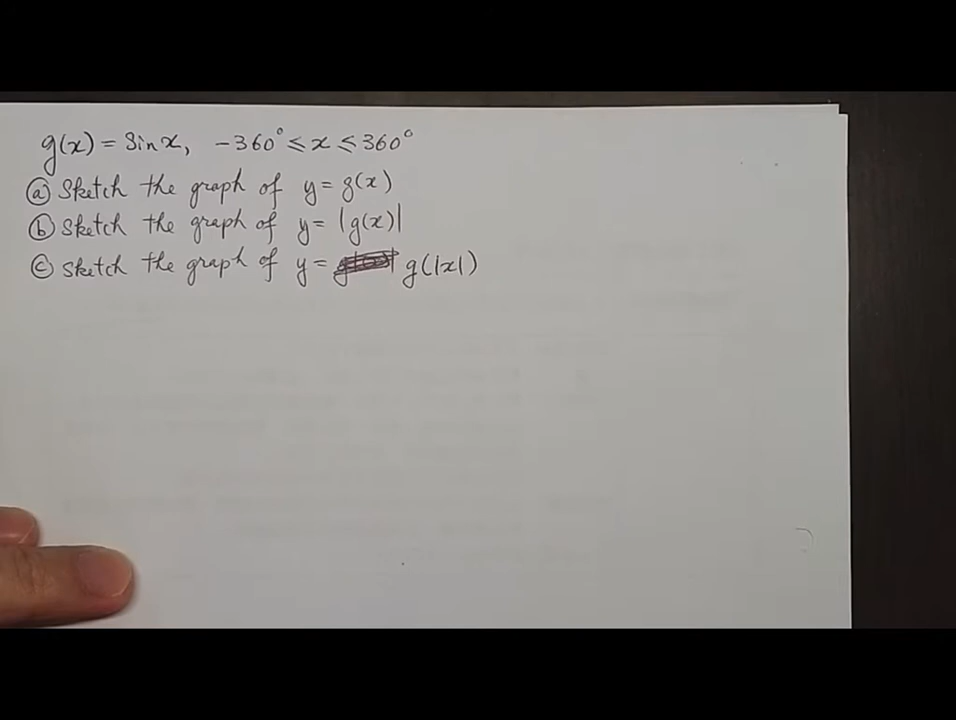 g(x) = Sin x, -360° ≤ x ≤ 360°
ⓐ Sketch the graph of y = g(x)
ⓑ Sketch the graph of y = |g(x)|
ⓒ Sketch the graph of y = g(|x|)